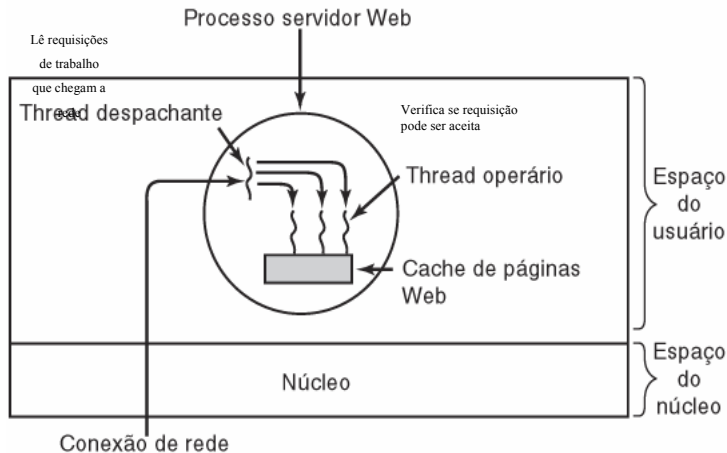 Processo servidor Web
Lê requisições
de trabalho
que chegam a
rede
Thread despachante
Verifica se requisição
pode ser aceita
Thread operário
Espaço
do
usuário
Cache de páginas
Web
Núcleo
Espaço
do
núcleo
Conexão de rede